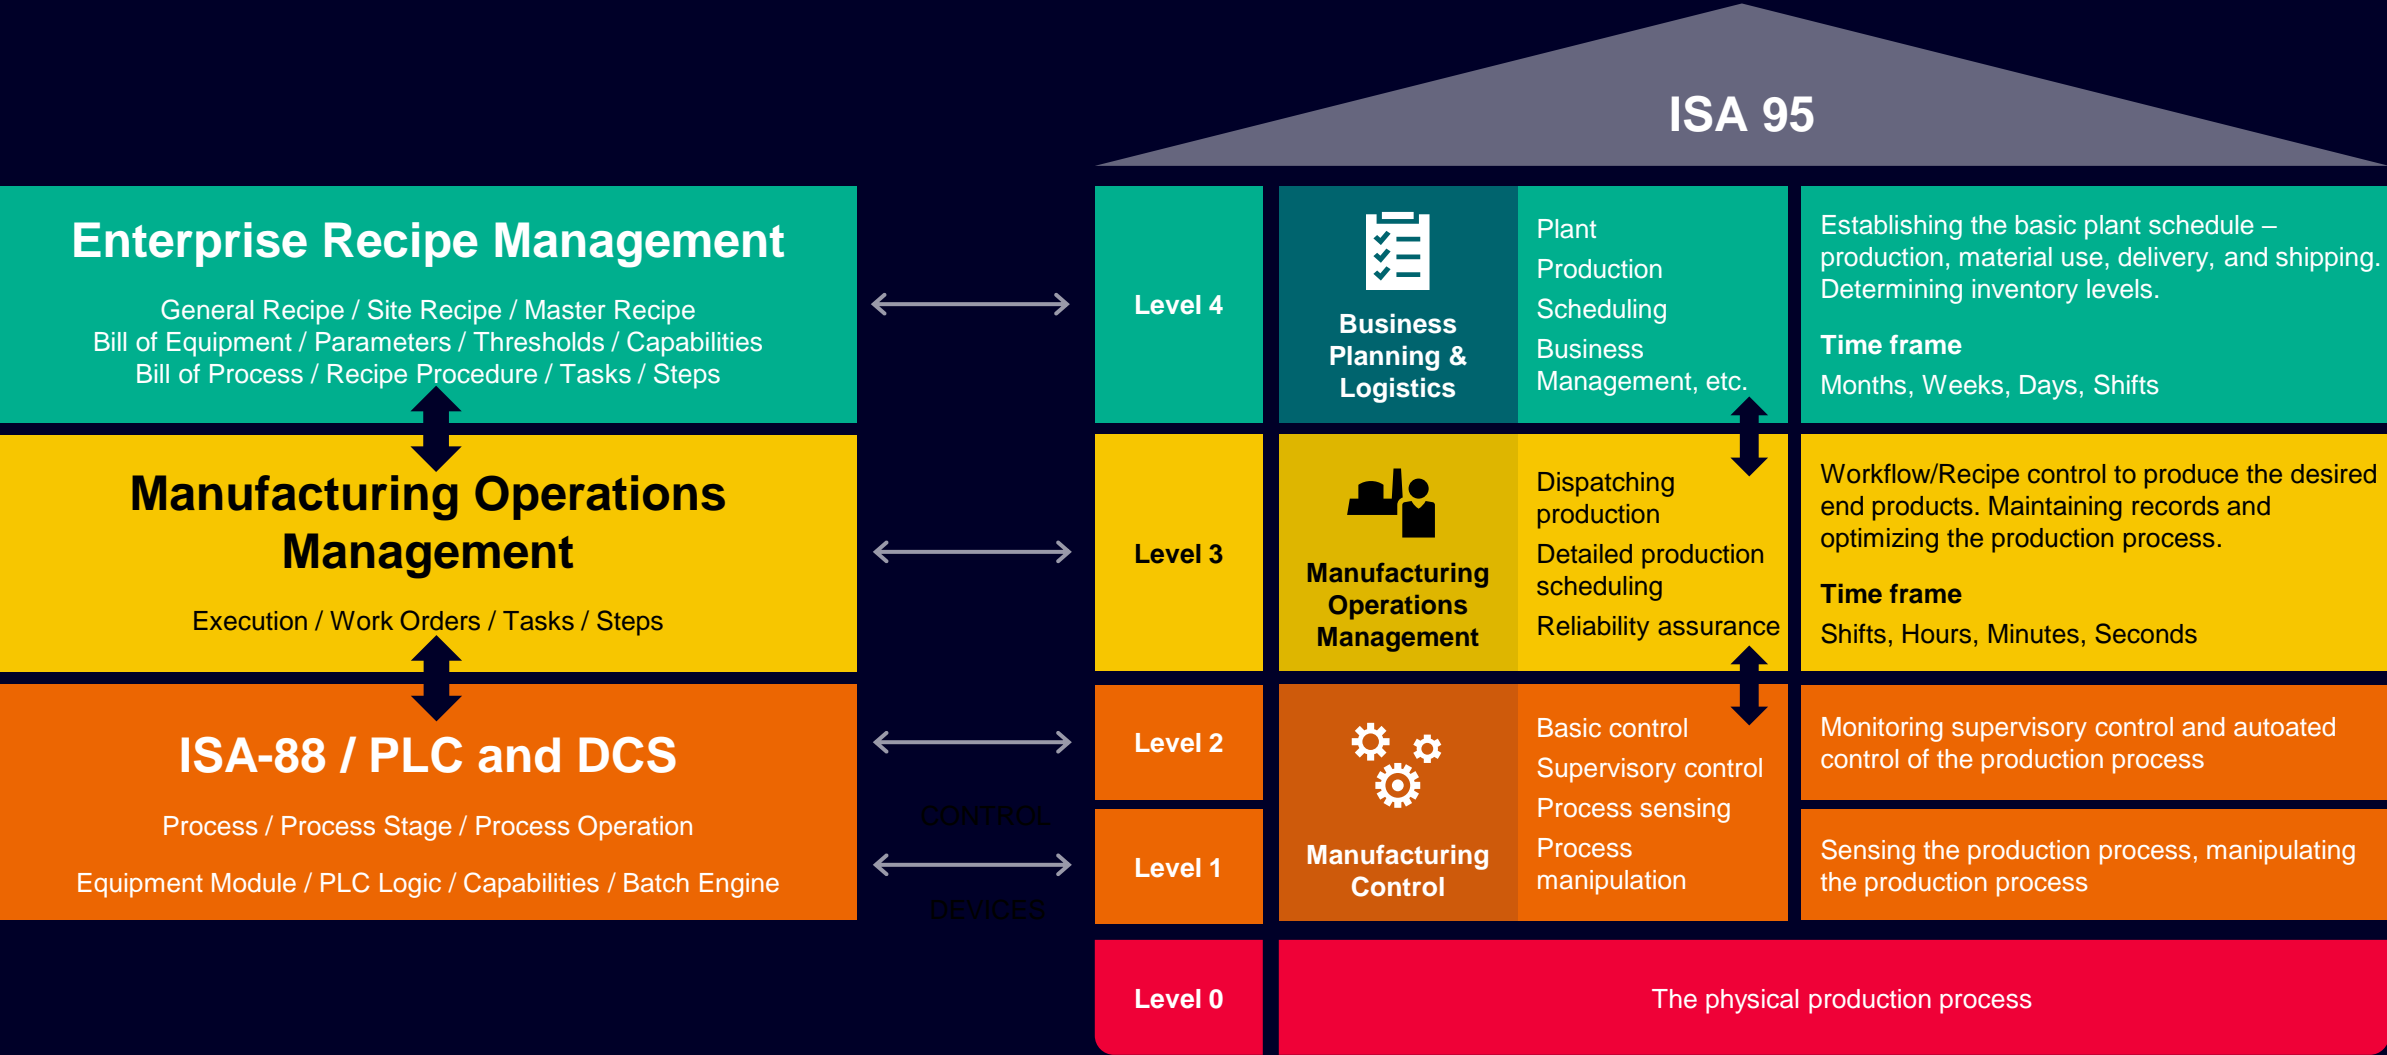 ISA 95
Enterprise Recipe Management
General Recipe / Site Recipe / Master Recipe
Bill of Equipment / Parameters / Thresholds / Capabilities
Bill of Process / Recipe Procedure / Tasks / Steps
Level 4
Business
Planning &
Logistics
Plant
Production
Scheduling
Business
Management, etc.
Establishing the basic plant schedule –
production, material use, delivery, and shipping.
Determining inventory levels.
Time frame
Months, Weeks, Days, Shifts
Manufacturing Operations
Management
Execution / Work Orders / Tasks / Steps
Level 3
Manufacturing
Operations
Management
Dispatching
production
Detailed production
scheduling
Reliability assurance
Workflow/Recipe control to produce the desired
end products. Maintaining records and
optimizing the production process.
Time frame
Shifts, Hours, Minutes, Seconds
ISA-88 / PLC and DCS
Process / Process Stage / Process Operation
Equipment Module / PLC Logic / Capabilities / Batch Engine
CONTROL
DEVICES
Level 2
Level 1
Manufacturing
Control
Basic control
Supervisory control
Process sensing
Process
manipulation
Monitoring supervisory control and autoated
control of the production process
Sensing the production process, manipulating
the production process
Level 0
The physical production process